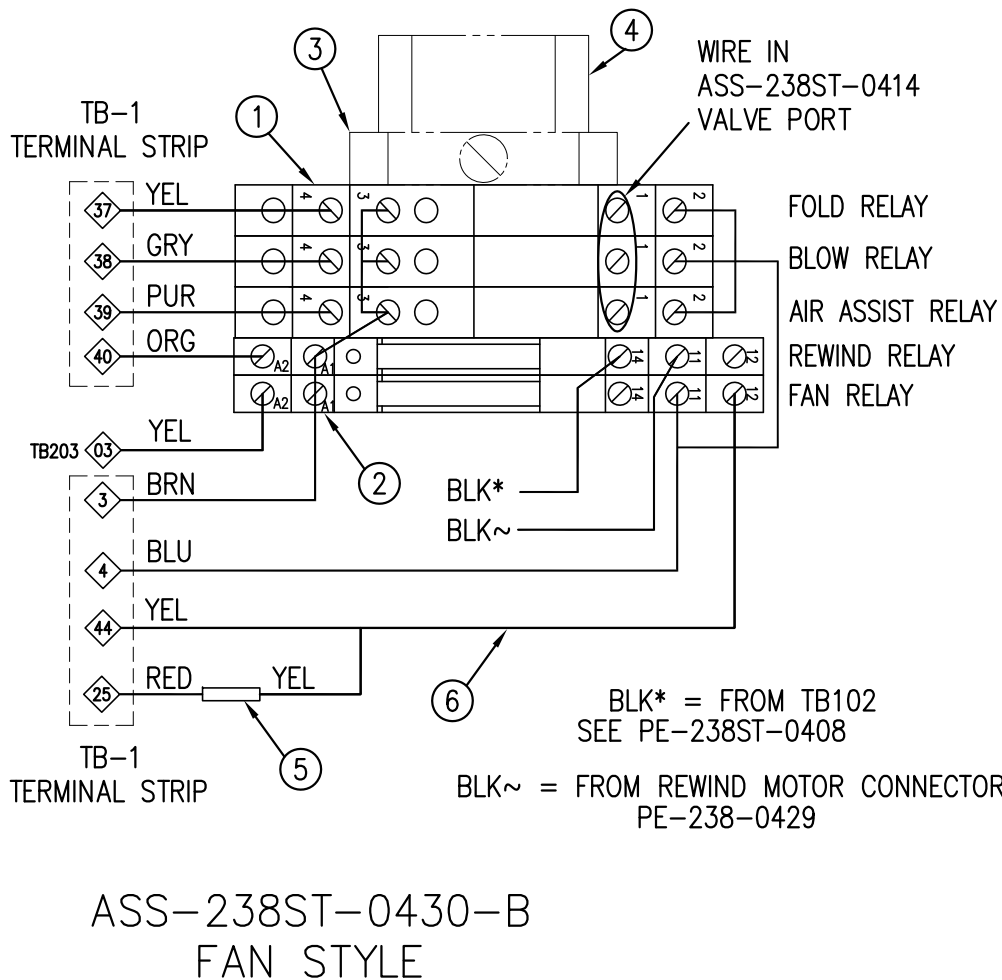 3
4
WIRE IN
ASS-238ST-0414
VALVE PORT
TB-1
TERMINAL STRIP
1
37 YEL 4 3 1 2 FOLD RELAY
38 GRY 4 3 1 2 BLOW RELAY
39 PUR 4 3 1 2 AIR ASSIST RELAY
40 ORG A2 A1 14 11 12 REWIND RELAY
A2 A1 14 11 12 FAN RELAY
TB203 03 YEL
2
3 BRN
BLK*
BLK~
4 BLU
44 YEL
25 RED YEL
6
5
BLK* = FROM TB102
SEE PE-238ST-0408
TB-1
TERMINAL STRIP
BLK~ = FROM REWIND MOTOR CONNECTOR
PE-238-0429
ASS-238ST-0430-B
FAN STYLE